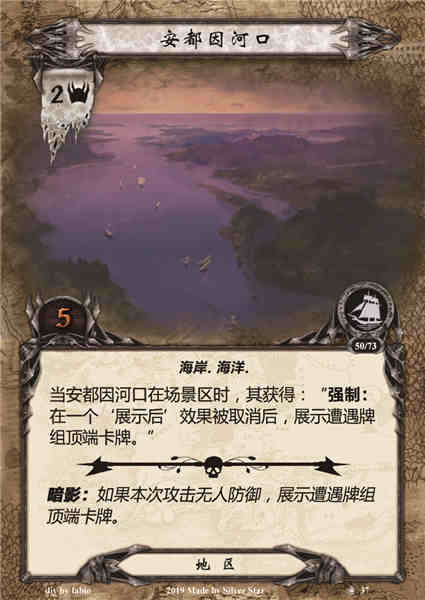 安都因河口
2
5
50/73
海岸. 海洋.
当安都因河口在场景区时，其获得：“强制：
在一个‘展示后’效果被取消后，展示遭遇牌
组顶端卡牌。”
暗影：如果本次攻击无人防御，展示遭遇牌组
顶端卡牌。
地区
diy by fabio
2019 Made by Silver Star
37